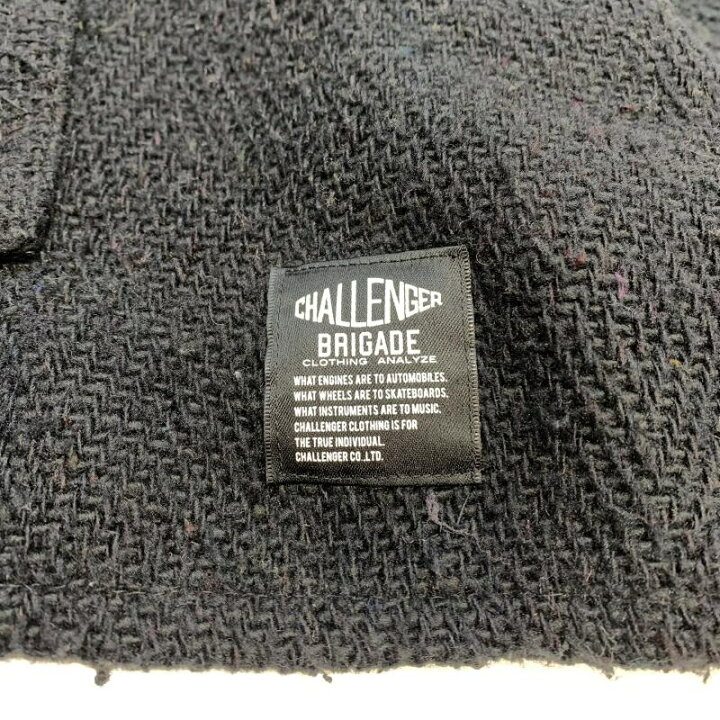 CHALLENGER
BRIGADE
CLOTHING ANALYZE
WHAT ENGINES ARE TO AUTOMOBILES.
WHAT WHEELS ARE TO SKATEBOARDS.
WHAT INSTRUMENTS ARE TO MUSIC.
CHALLENGER CLOTHING IS FOR
THE TRUE INDIVIDUAL.
CHALLENGER CO.,LTD.